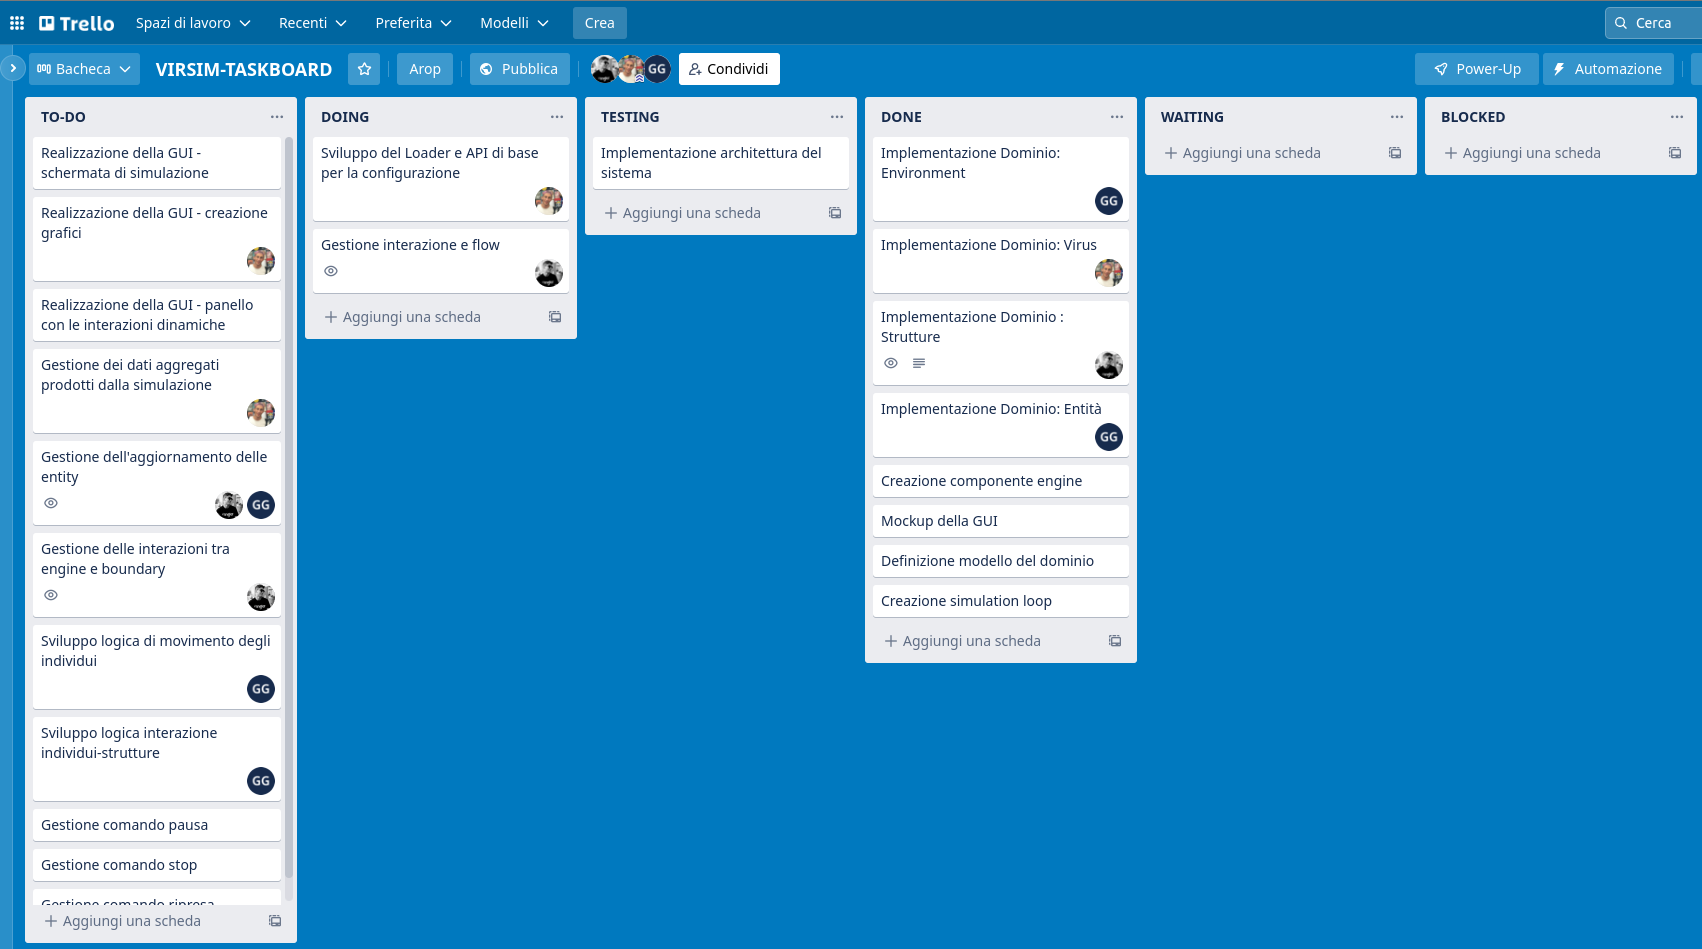 Trello Spazi di lavoro Recenti Preferita Modelli Crea Cerca
Bacheca VIRSIM-TASKBOARD Arop Pubblica GG Condividi Power-Up Automazione
TO-DO
Realizzazione della GUI -
schermata di simulazione
Realizzazione della GUI - creazione
grafici
Realizzazione della GUI - panello
con le interazioni dinamiche
Gestione dei dati aggregati
prodotti dalla simulazione
Gestione dell'aggiornamento delle
entity
GG
Gestione delle interazioni tra
engine e boundary
Sviluppo logica di movimento degli
individui
GG
Sviluppo logica interazione
individui-strutture
GG
Gestione comando pausa
Gestione comando stop
Gestione comando ripresa
Aggiungi una scheda
DOING
Sviluppo del Loader e API di base
per la configurazione
Gestione interazione e flow
Aggiungi una scheda
TESTING
Implementazione architettura del
sistema
Aggiungi una scheda
DONE
Implementazione Dominio:
Environment
GG
Implementazione Dominio: Virus
Implementazione Dominio :
Strutture
Implementazione Dominio: Entità
GG
Creazione componente engine
Mockup della GUI
Definizione modello del dominio
Creazione simulation loop
Aggiungi una scheda
WAITING
Aggiungi una scheda
BLOCKED
Aggiungi una scheda